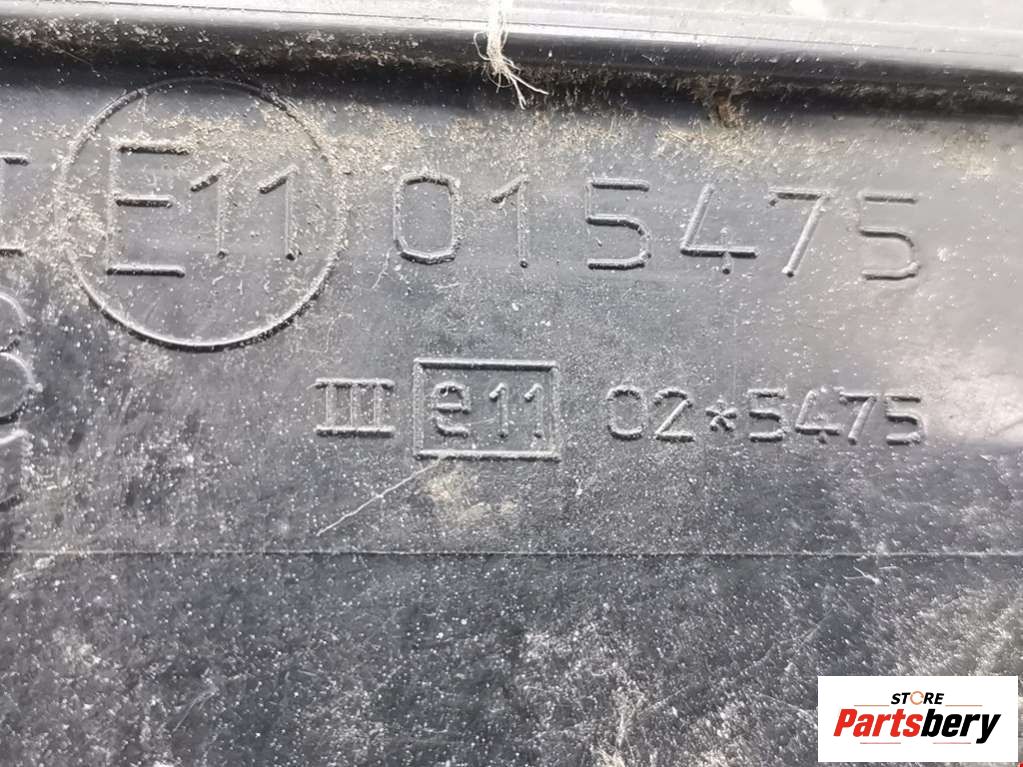 E11 015475
III e11 02*5475
STORE
Partsbery